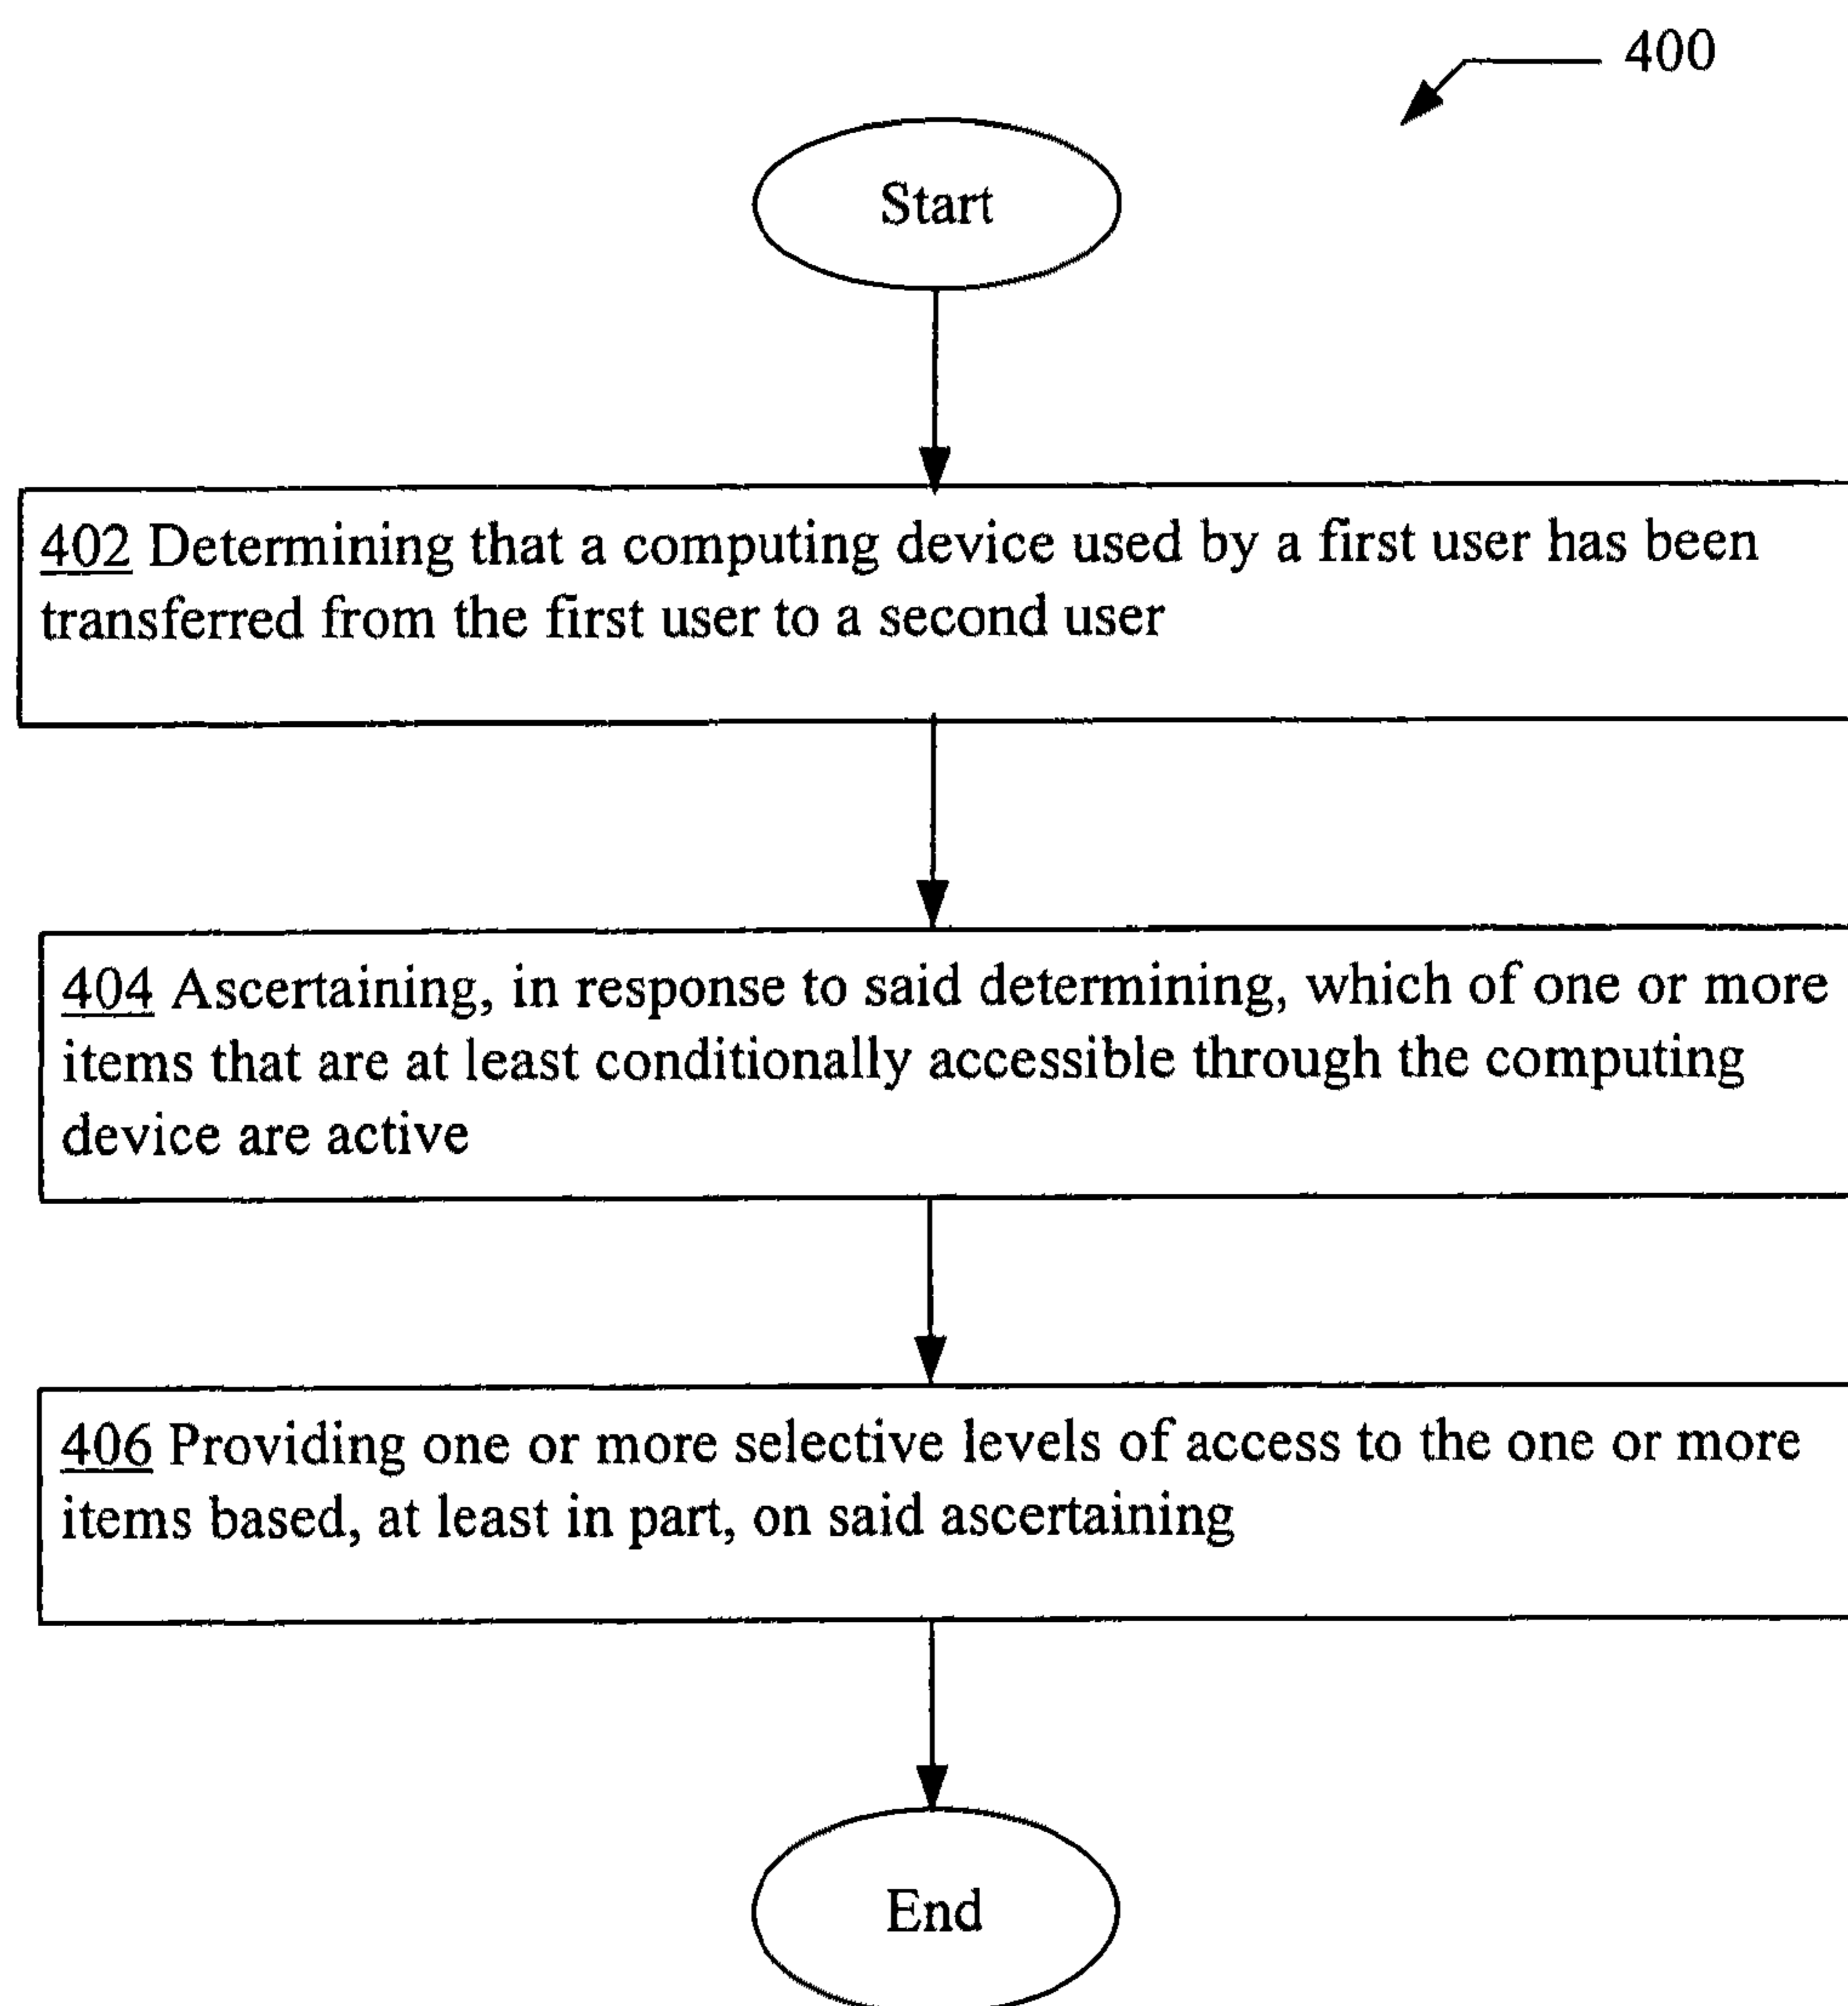 400
Start
402 Determining that a computing device used by a first user has been
transferred from the first user to a second user
404 Ascertaining, in response to said determining, which of one or more
items that are at least conditionally accessible through the computing
device are active
406 Providing one or more selective levels of access to the one or more
items based, at least in part, on said ascertaining
End